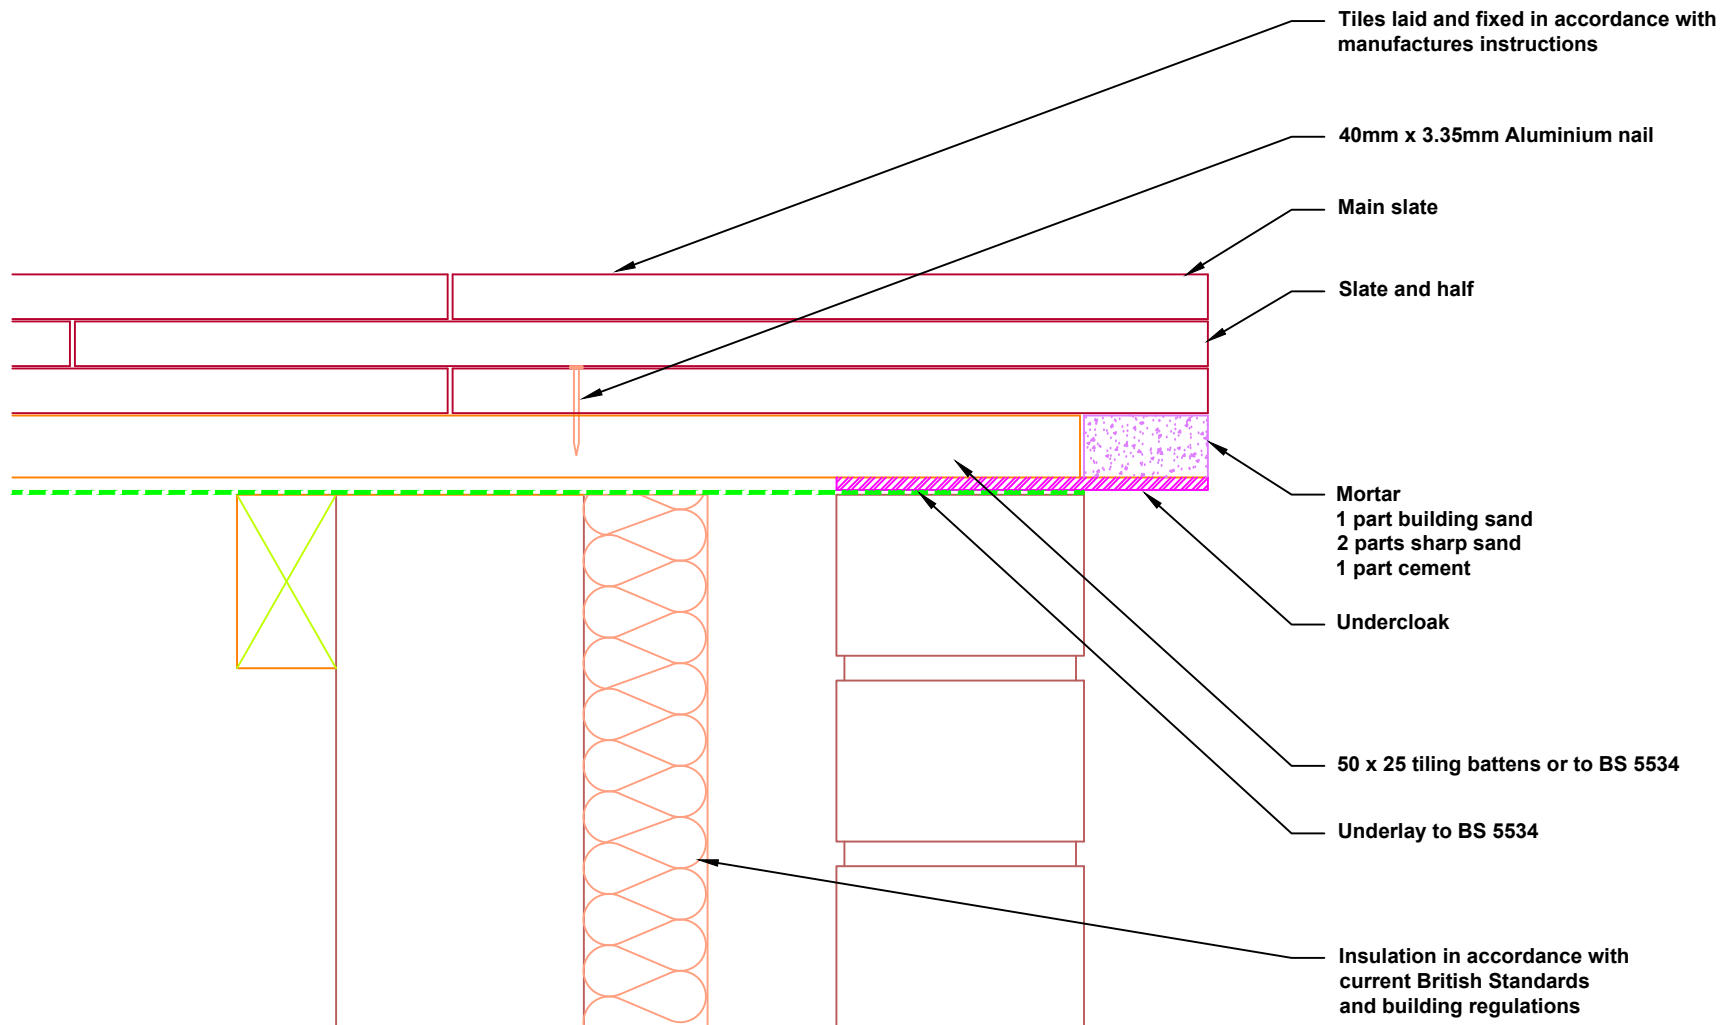 Tiles laid and fixed in accordance with
manufactures instructions
40mm x 3.35mm Aluminium nail
Main slate
Slate and half
Mortar
1 part building sand
2 parts sharp sand
1 part cement
Undercloak
50 x 25 tiling battens or to BS 5534
Underlay to BS 5534
Insulation in accordance with
current British Standards
and building regulations